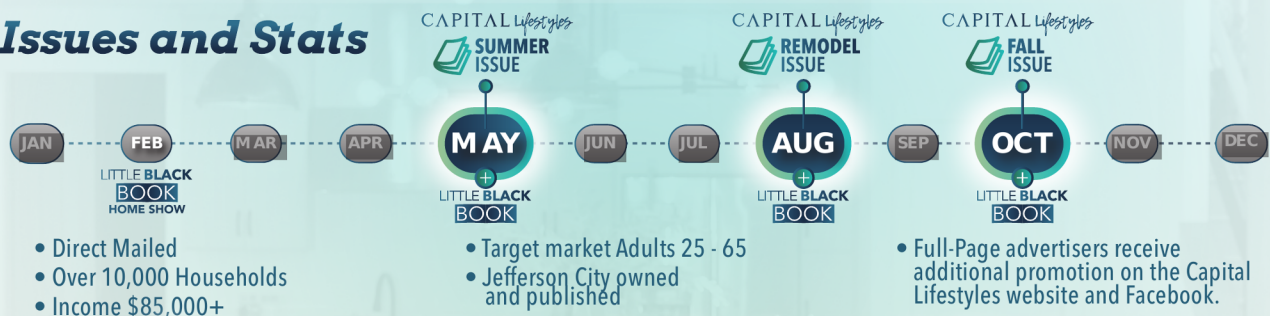 Issues and Stats
CAPITAL Lifestyles
SUMMER
ISSUE
CAPITAL Lifestyles
REMODEL
ISSUE
CAPITAL Lifestyles
FALL
ISSUE
JAN
FEB
MAR
APR
MAY
JUN
JUL
AUG
SEP
OCT
NOV
DEC
LITTLE BLACK
BOOK
HOME SHOW
+
LITTLE BLACK
BOOK
+
LITTLE BLACK
BOOK
+
LITTLE BLACK
BOOK
• Direct Mailed
• Over 10,000 Households
• Income $85,000+
• Target market Adults 25 - 65
• Jefferson City owned
and published
• Full-Page advertisers receive
additional promotion on the Capital
Lifestyles website and Facebook.